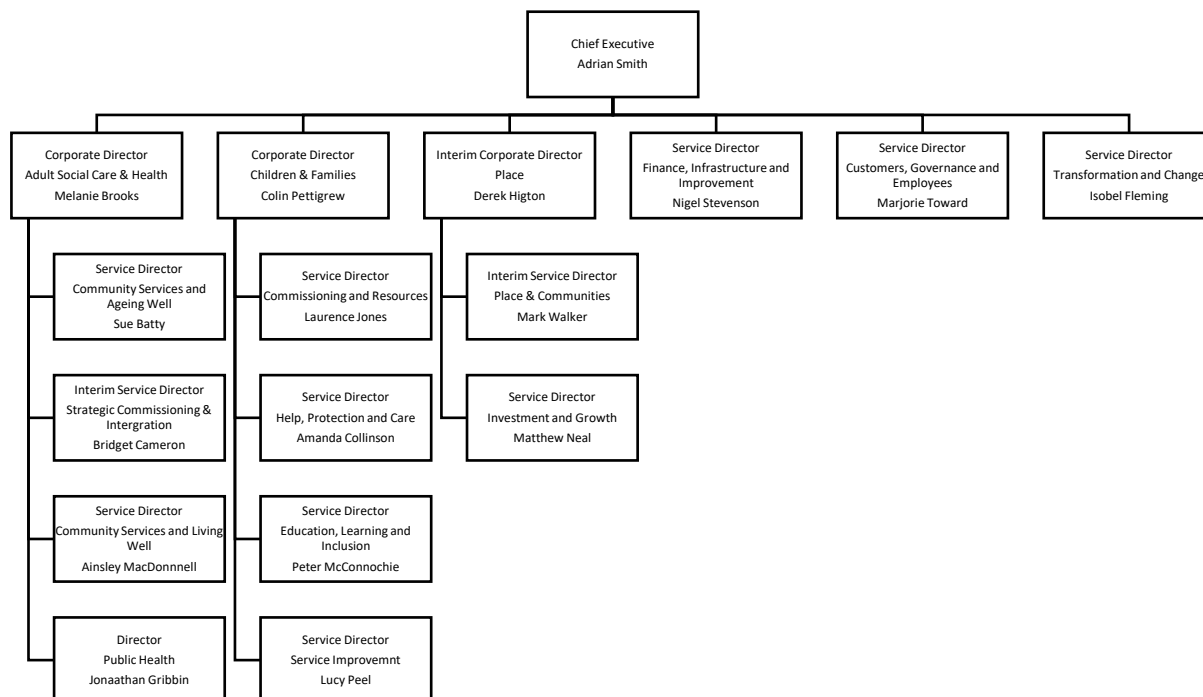 Chief Executive
Adrian Smith
Corporate Director
Adult Social Care & Health
Melanie Brooks
Corporate Director
Children & Families
Colin Pettigrew
Interim Corporate Director
Place
Derek Higton
Service Director
Finance, Infrastructure and
Improvement
Nigel Stevenson
Service Director
Customers, Governance and
Employees
Marjorie Toward
Service Director
Transformation and Change
Isobel Fleming
Service Director
Community Services and
Ageing Well
Sue Batty
Service Director
Commissioning and Resources
Laurence Jones
Interim Service Director
Place & Communities
Mark Walker
Interim Service Director
Strategic Commissioning &
Intergration
Bridget Cameron
Service Director
Help, Protection and Care
Amanda Collinson
Service Director
Investment and Growth
Matthew Neal
Service Director
Community Services and Living
Well
Ainsley MacDonnnell
Service Director
Education, Learning and
Inclusion
Peter McConnochie
Director
Public Health
Jonaathan Gribbin
Service Director
Service Improvemnt
Lucy Peel